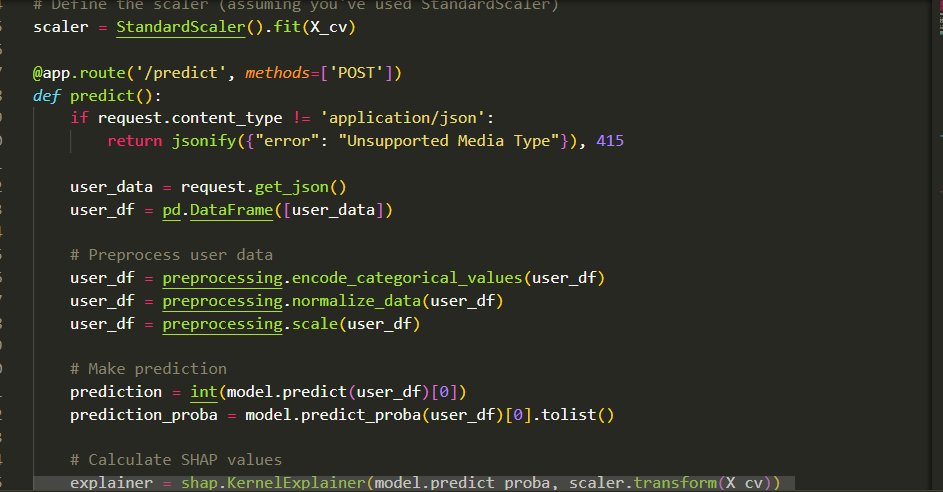 # Define the scaler (assuming you've used StandardScaler)
scaler = StandardScaler().fit(X_cv)
@app.route('/predict', methods=['POST'])
def predict():
if request.content_type != 'application/json':
return jsonify({"error": "Unsupported Media Type"}), 415
user_data = request.get_json()
user_df = pd.DataFrame([user_data])
# Preprocess user data
user_df = preprocessing.encode_categorical_values(user_df)
user_df = preprocessing.normalize_data(user_df)
user_df = preprocessing.scale(user_df)
# Make prediction
prediction = int(model.predict(user_df)[0])
prediction_proba = model.predict_proba(user_df)[0].tolist()
# Calculate SHAP values
explainer = shap.KernelExplainer(model.predict_proba, scaler.transform(X_cv))